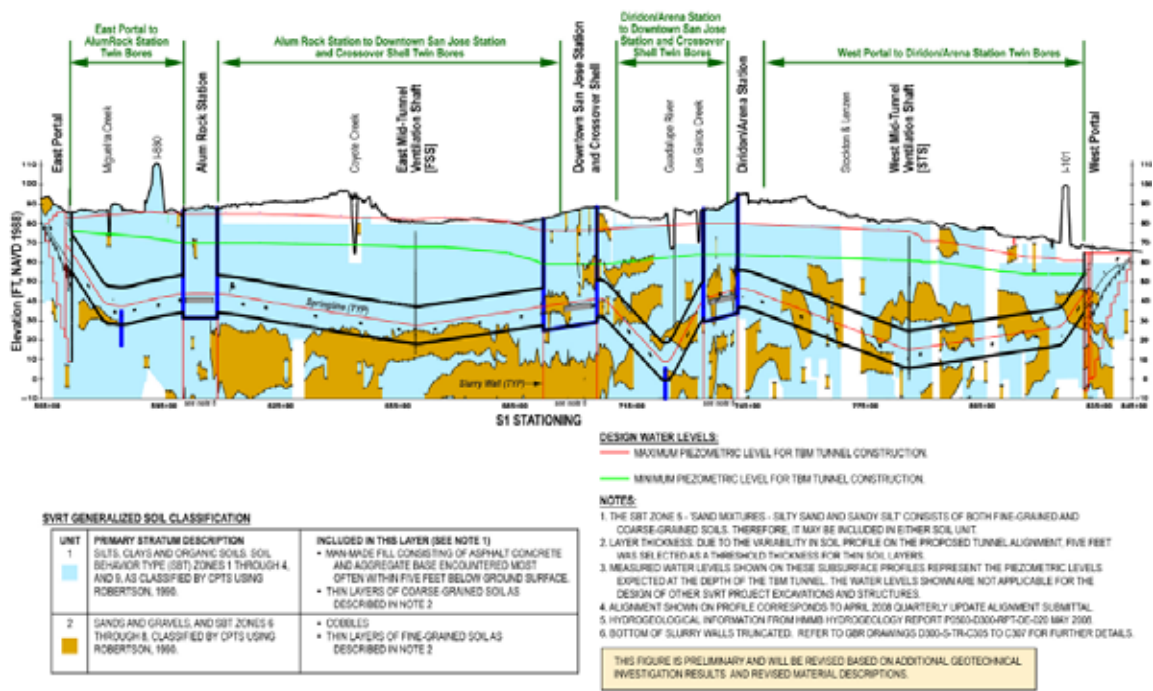 East Portal to
AlumRock Station
Twin Bores
Alum Rock Station to Downtown San Jose Station
and Crossover Shell Twin Bores
Diridon/Arena Station
to Downtown San Jose
Station and Crossover
Shell Twin Bores
West Portal to Diridon/Arena Station Twin Bores
East Portal
Miguelita Creek
Alum Rock Station
Coyote Creek
East Mid-Tunnel
Ventilation Shaft
[FSS]
Downtown San Jose Station
and Crossover Shell
Guadalupe River
Los Gatos Creek
Diridon/Arena Station
Stockton & Lenzen
West Mid-Tunnel
Ventilation Shaft
[STS]
I-101
West Portal
Elevation (FT, NAVD 1988)
110
100
90
80
70
60
50
40
30
20
10
0
-10
Springline (TYP)
Slurry Wall (TYP)
S1 STATIONING
DESIGN WATER LEVELS:
MAXIMUM PIEZOMETRIC LEVEL FOR TBM TUNNEL CONSTRUCTION.
MINIMUM PIEZOMETRIC LEVEL FOR TBM TUNNEL CONSTRUCTION.
NOTES:
1. THE SBT ZONE 5 - 'SAND MIXTURES - SILTY SAND AND SANDY SILT' CONSISTS OF BOTH FINE-GRAINED AND
COARSE-GRAINED SOILS. THEREFORE, IT MAY BE INCLUDED IN EITHER SOIL UNIT.
2. LAYER THICKNESS: DUE TO THE VARIABILITY IN SOIL PROFILE ON THE PROPOSED TUNNEL ALIGNMENT, FIVE FEET
WAS SELECTED AS A THRESHOLD THICKNESS FOR THIN SOIL LAYERS.
3. MEASURED WATER LEVELS SHOWN ON THESE SUBSURFACE PROFILES REPRESENT THE PIEZOMETRIC LEVELS
EXPECTED AT THE DEPTH OF THE TBM TUNNEL. THE WATER LEVELS SHOWN ARE NOT APPLICABLE FOR THE
DESIGN OF OTHER SVRT PROJECT EXCAVATIONS AND STRUCTURES.
4. ALIGNMENT SHOWN ON PROFILE CORRESPONDS TO APRIL 2008 QUARTERLY UPDATE ALIGNMENT SUBMITTAL.
5. HYDROGEOLOGICAL INFORMATION FROM HMMB HYDROGEOLOGY REPORT P0503-D300-RPT-DE-020 MAY 2008.
6. BOTTOM OF SLURRY WALLS TRUNCATED. REFER TO GBR DRAWINGS D300-S-TR-C305 TO C307 FOR FURTHER DETAILS.
SVRT GENERALIZED SOIL CLASSIFICATION
UNIT PRIMARY STRATUM DESCRIPTION INCLUDED IN THIS LAYER (SEE NOTE 1)
1 SILTS, CLAYS AND ORGANIC SOILS. SOIL
BEHAVIOR TYPE (SBT) ZONES 1 THROUGH 4,
AND 9, AS CLASSIFIED BY CPTS USING
ROBERTSON, 1990.
• MAN-MADE FILL CONSISTING OF ASPHALT CONCRETE
AND AGGREGATE BASE ENCOUNTERED MOST
OFTEN WITHIN FIVE FEET BELOW GROUND SURFACE.
• THIN LAYERS OF COARSE-GRAINED SOIL AS
DESCRIBED IN NOTE 2
2 SANDS AND GRAVELS, AND SBT ZONES 6
THROUGH 8, CLASSIFIED BY CPTS USING
ROBERTSON, 1990.
• COBBLES
• THIN LAYERS OF FINE-GRAINED SOIL AS
DESCRIBED IN NOTE 2
THIS FIGURE IS PRELIMINARY AND WILL BE REVISED BASED ON ADDITIONAL GEOTECHNICAL
INVESTIGATION RESULTS AND REVISED MATERIAL DESCRIPTIONS.